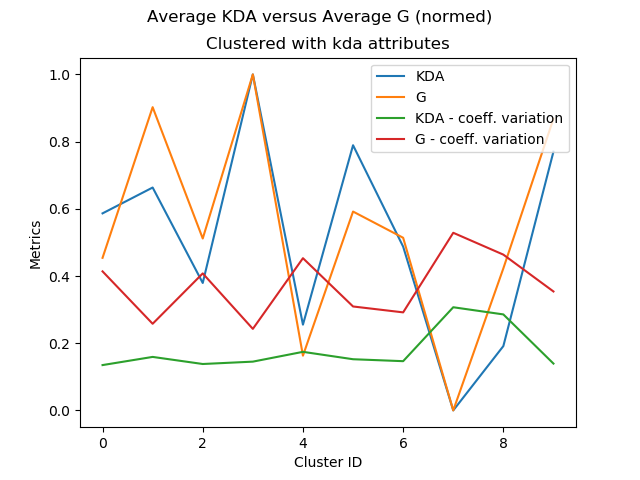 Average KDA versus Average G (normed)
Clustered with kda attributes
KDA
G
KDA - coeff. variation
G - coeff. variation
1.0
0.8
0.6
0.4
0.2
0.0
Metrics
0 2 4 6 8
Cluster ID